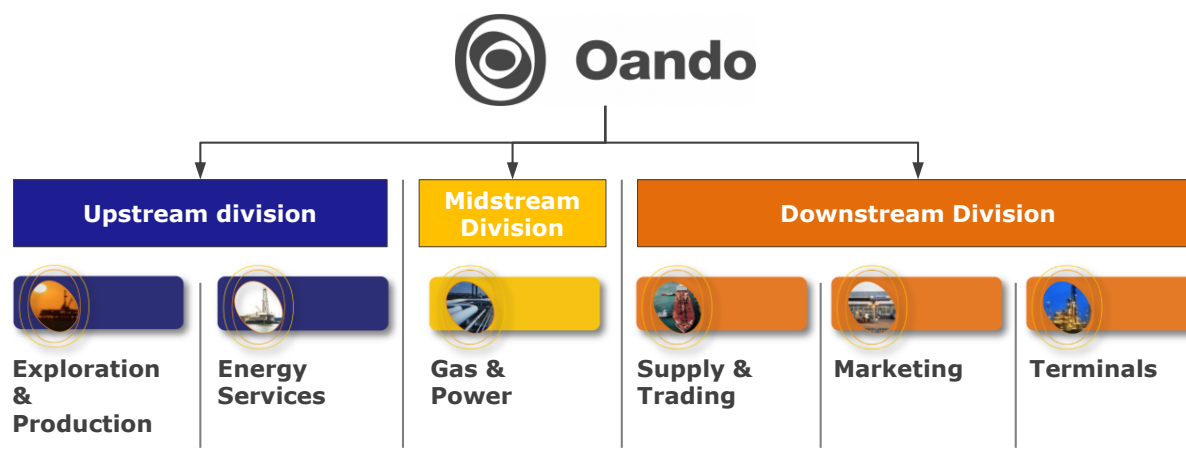 Oando
Upstream division
Midstream
Division
Downstream Division
Exploration
&
Production
Energy
Services
Gas &
Power
Supply &
Trading
Marketing
Terminals